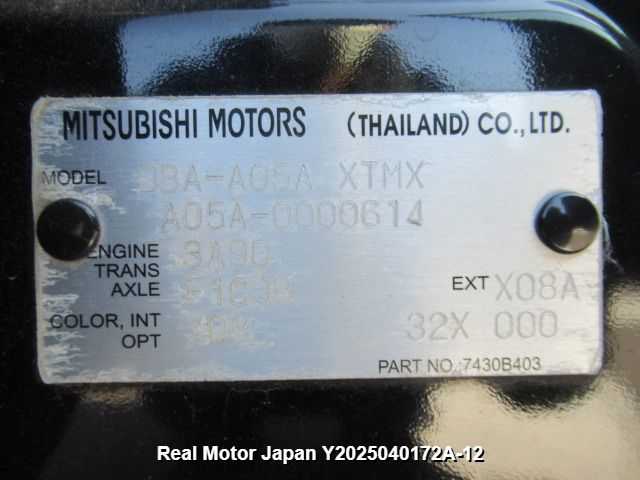 MITSUBISHI MOTORS (THAILAND) CO., LTD.
MODEL DBA-A05A XTMX
A05A-0000614
ENGINE 3A90
TRANS
AXLE F1CJB
EXT X08A
COLOR, INT X08 32X 000
OPT
PART NO.:7430B403
Real Motor Japan Y2025040172A-12